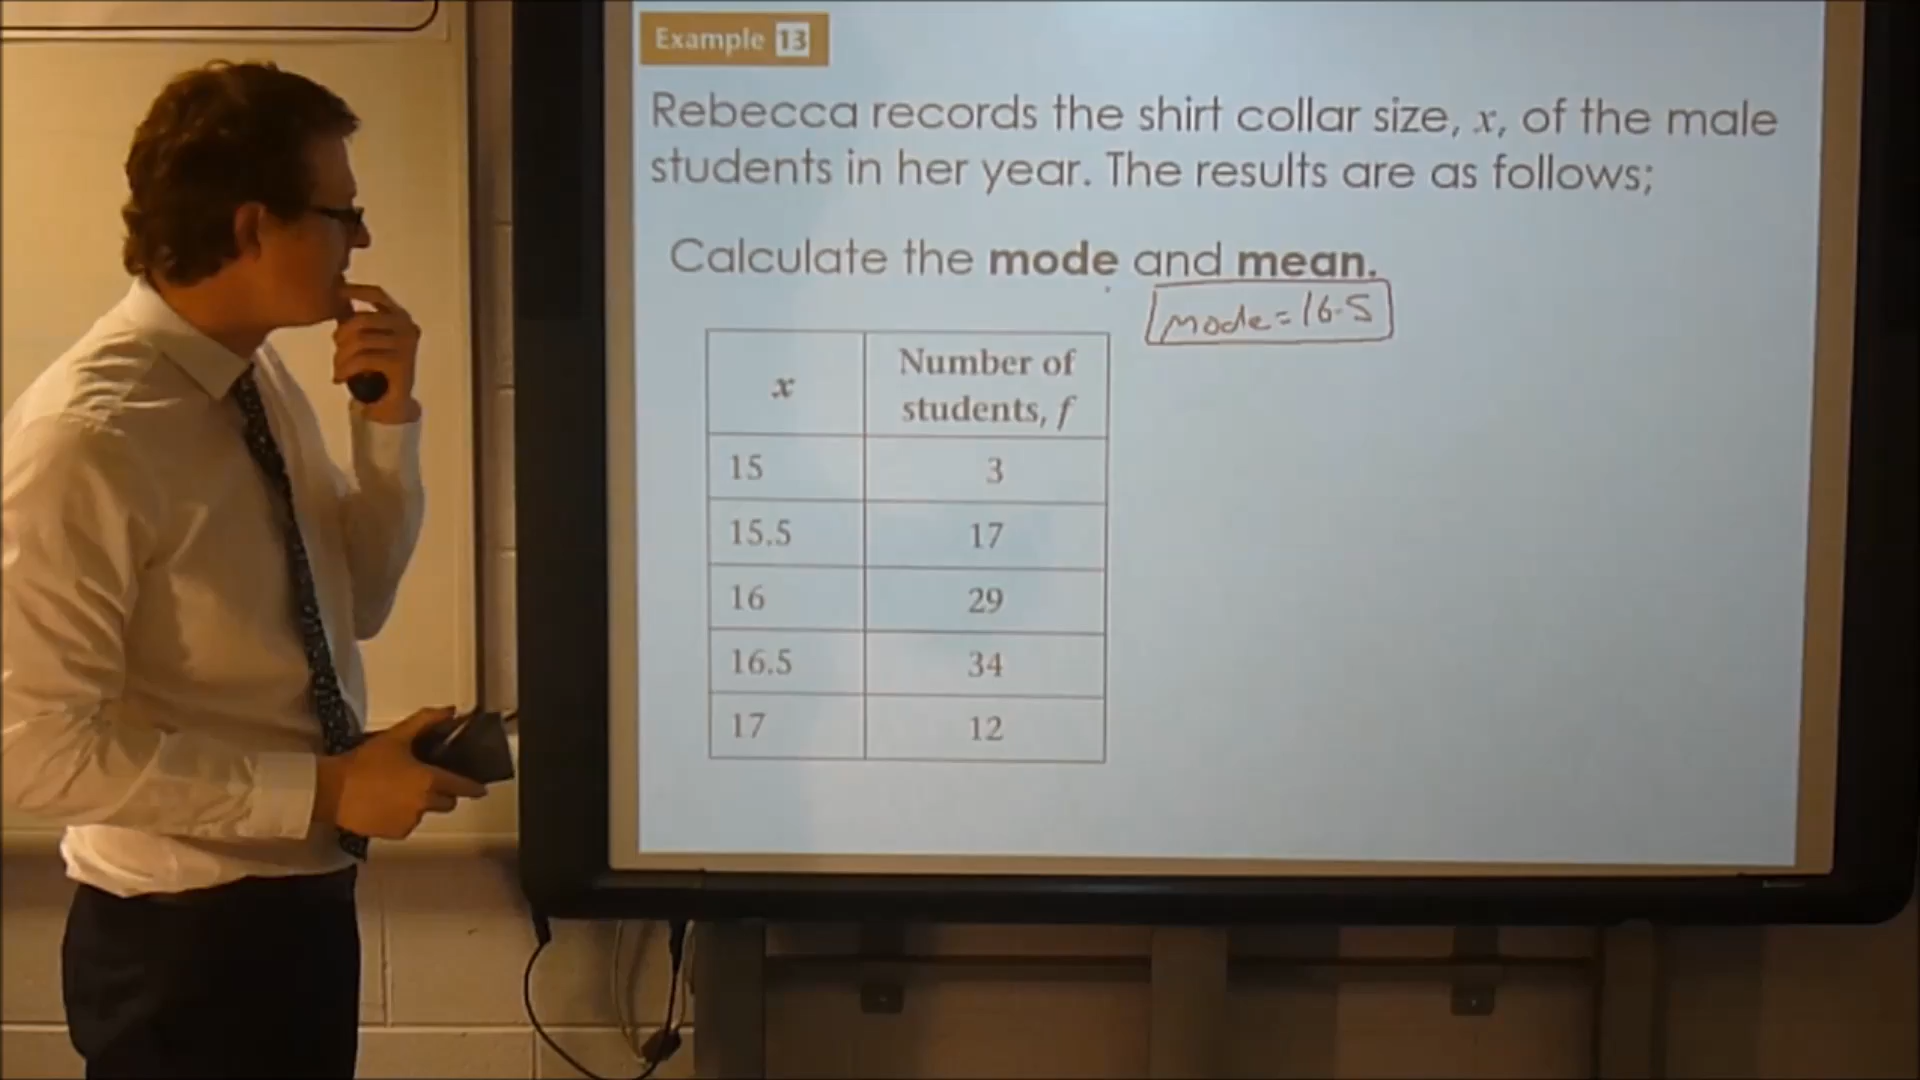 Example 13
Rebecca records the shirt collar size, x, of the male
students in her year. The results are as follows;
Calculate the mode and mean.
mode = 16.5
x Number of students, f
15 3
15.5 17
16 29
16.5 34
17 12